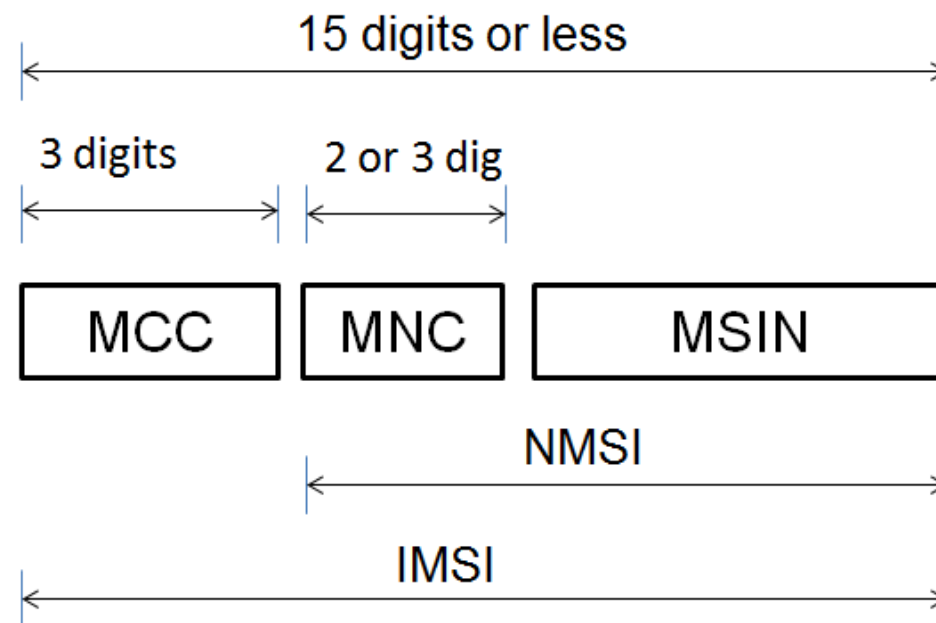 15 digits or less
3 digits
2 or 3 dig
MCC
MNC
MSIN
NMSI
IMSI